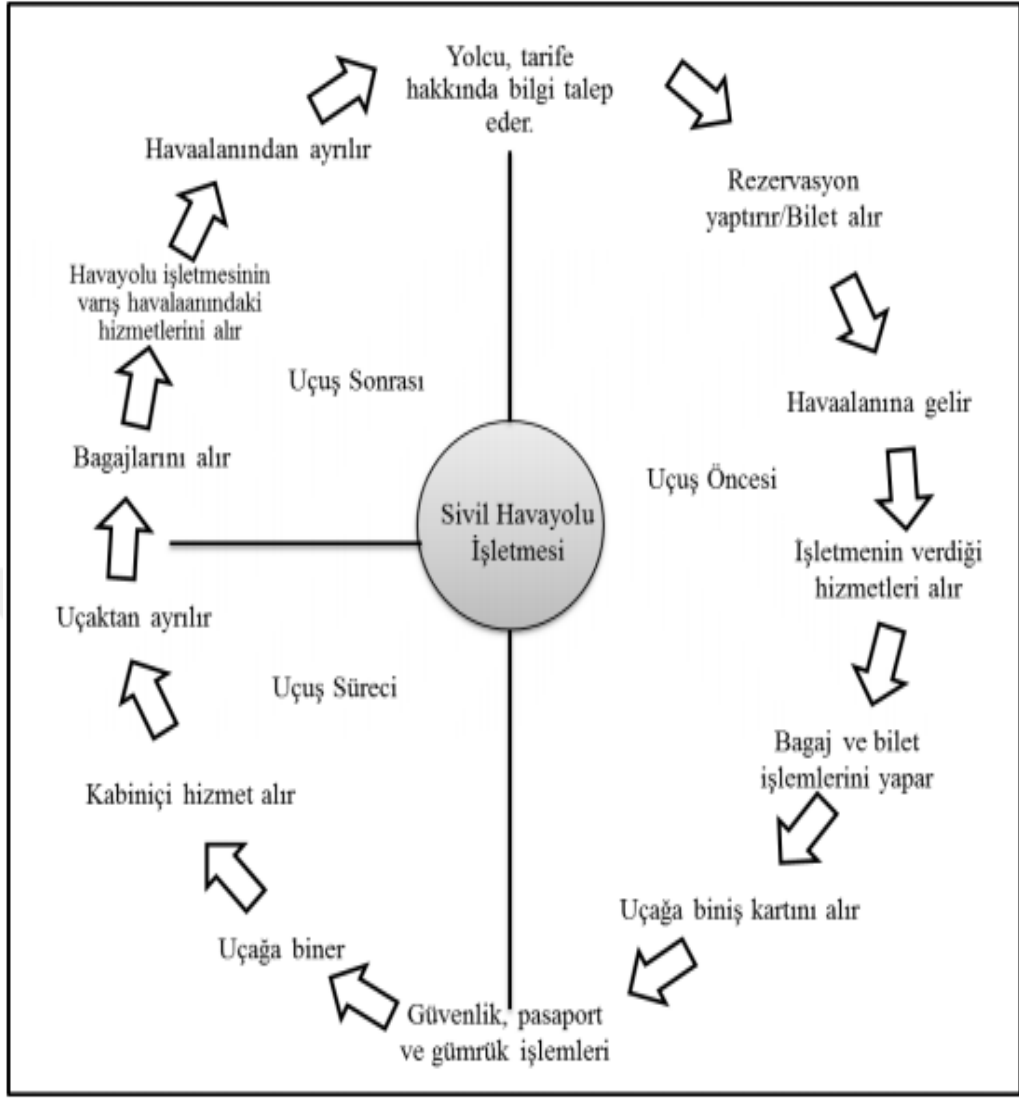 Yolcu, tarife
hakkında bilgi talep
eder.
Rezervasyon
yaptırır/Bilet alır
Havaalanına gelir
İşletmenin verdiği
hizmetleri alır
Bagaj ve bilet
işlemlerini yapar
Uçağa biniş kartını alır
Güvenlik, pasaport
ve gümrük işlemleri
Uçağa biner
Kabiniçi hizmet alır
Uçaktan ayrılır
Bagajlarını alır
Havayolu işletmesinin
varış havalaanındaki
hizmetlerini alır
Havaalanından ayrılır
Uçuş Sonrası
Uçuş Öncesi
Sivil Havayolu
İşletmesi
Uçuş Süreci